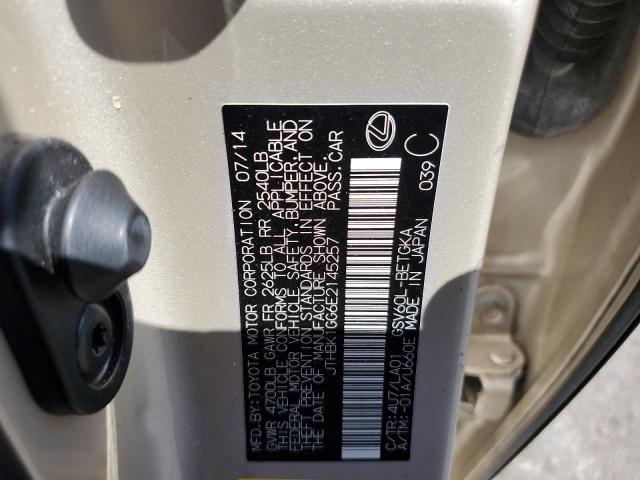 MFD.BY:TOYOTA MOTOR CORPORATION 07/14
GVWR 4700LB GAWR FR 2625LB RR 2540LB
THIS VEHICLE CONFORMS TO ALL APPLICABLE
FEDERAL MOTOR VEHICLE SAFETY, BUMPER, AND
THEFT PREVENTION STANDARDS IN EFFECT ON
THE DATE OF MANUFACTURE SHOWN ABOVE.
JTHBK1GG6E2145257 PASS.CAR
C/TR:4U7/LA01 GSV60L-BETGKA
A/TM:-01A/U660E MADE IN JAPAN
039 C